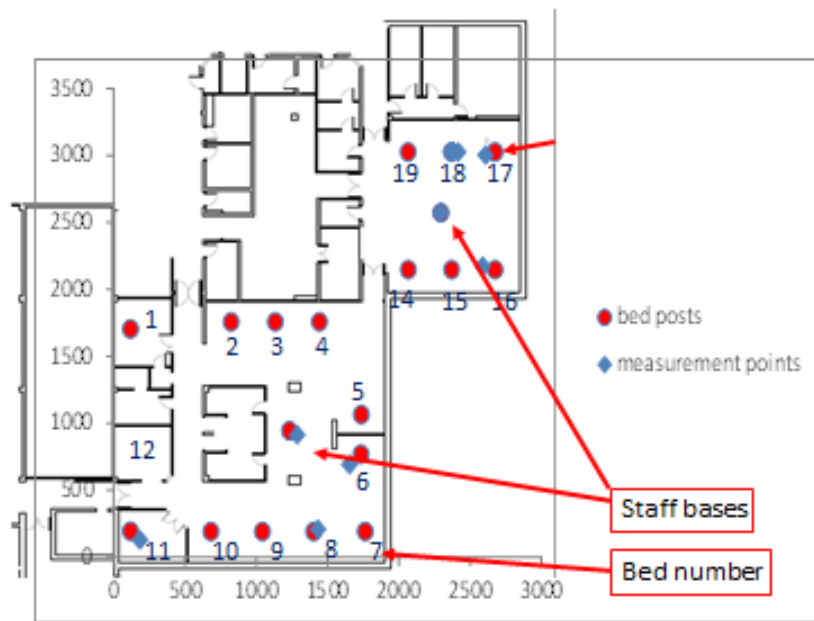 3500
3000
19 18 17
2500
2000
14 15 16
1 bed posts
1500
2 3 4
measurement points
5
1000
12
6
500
Staff bases
0
11 10 9 8 7
Bed number
0 500 1000 1500 2000 2500 3000